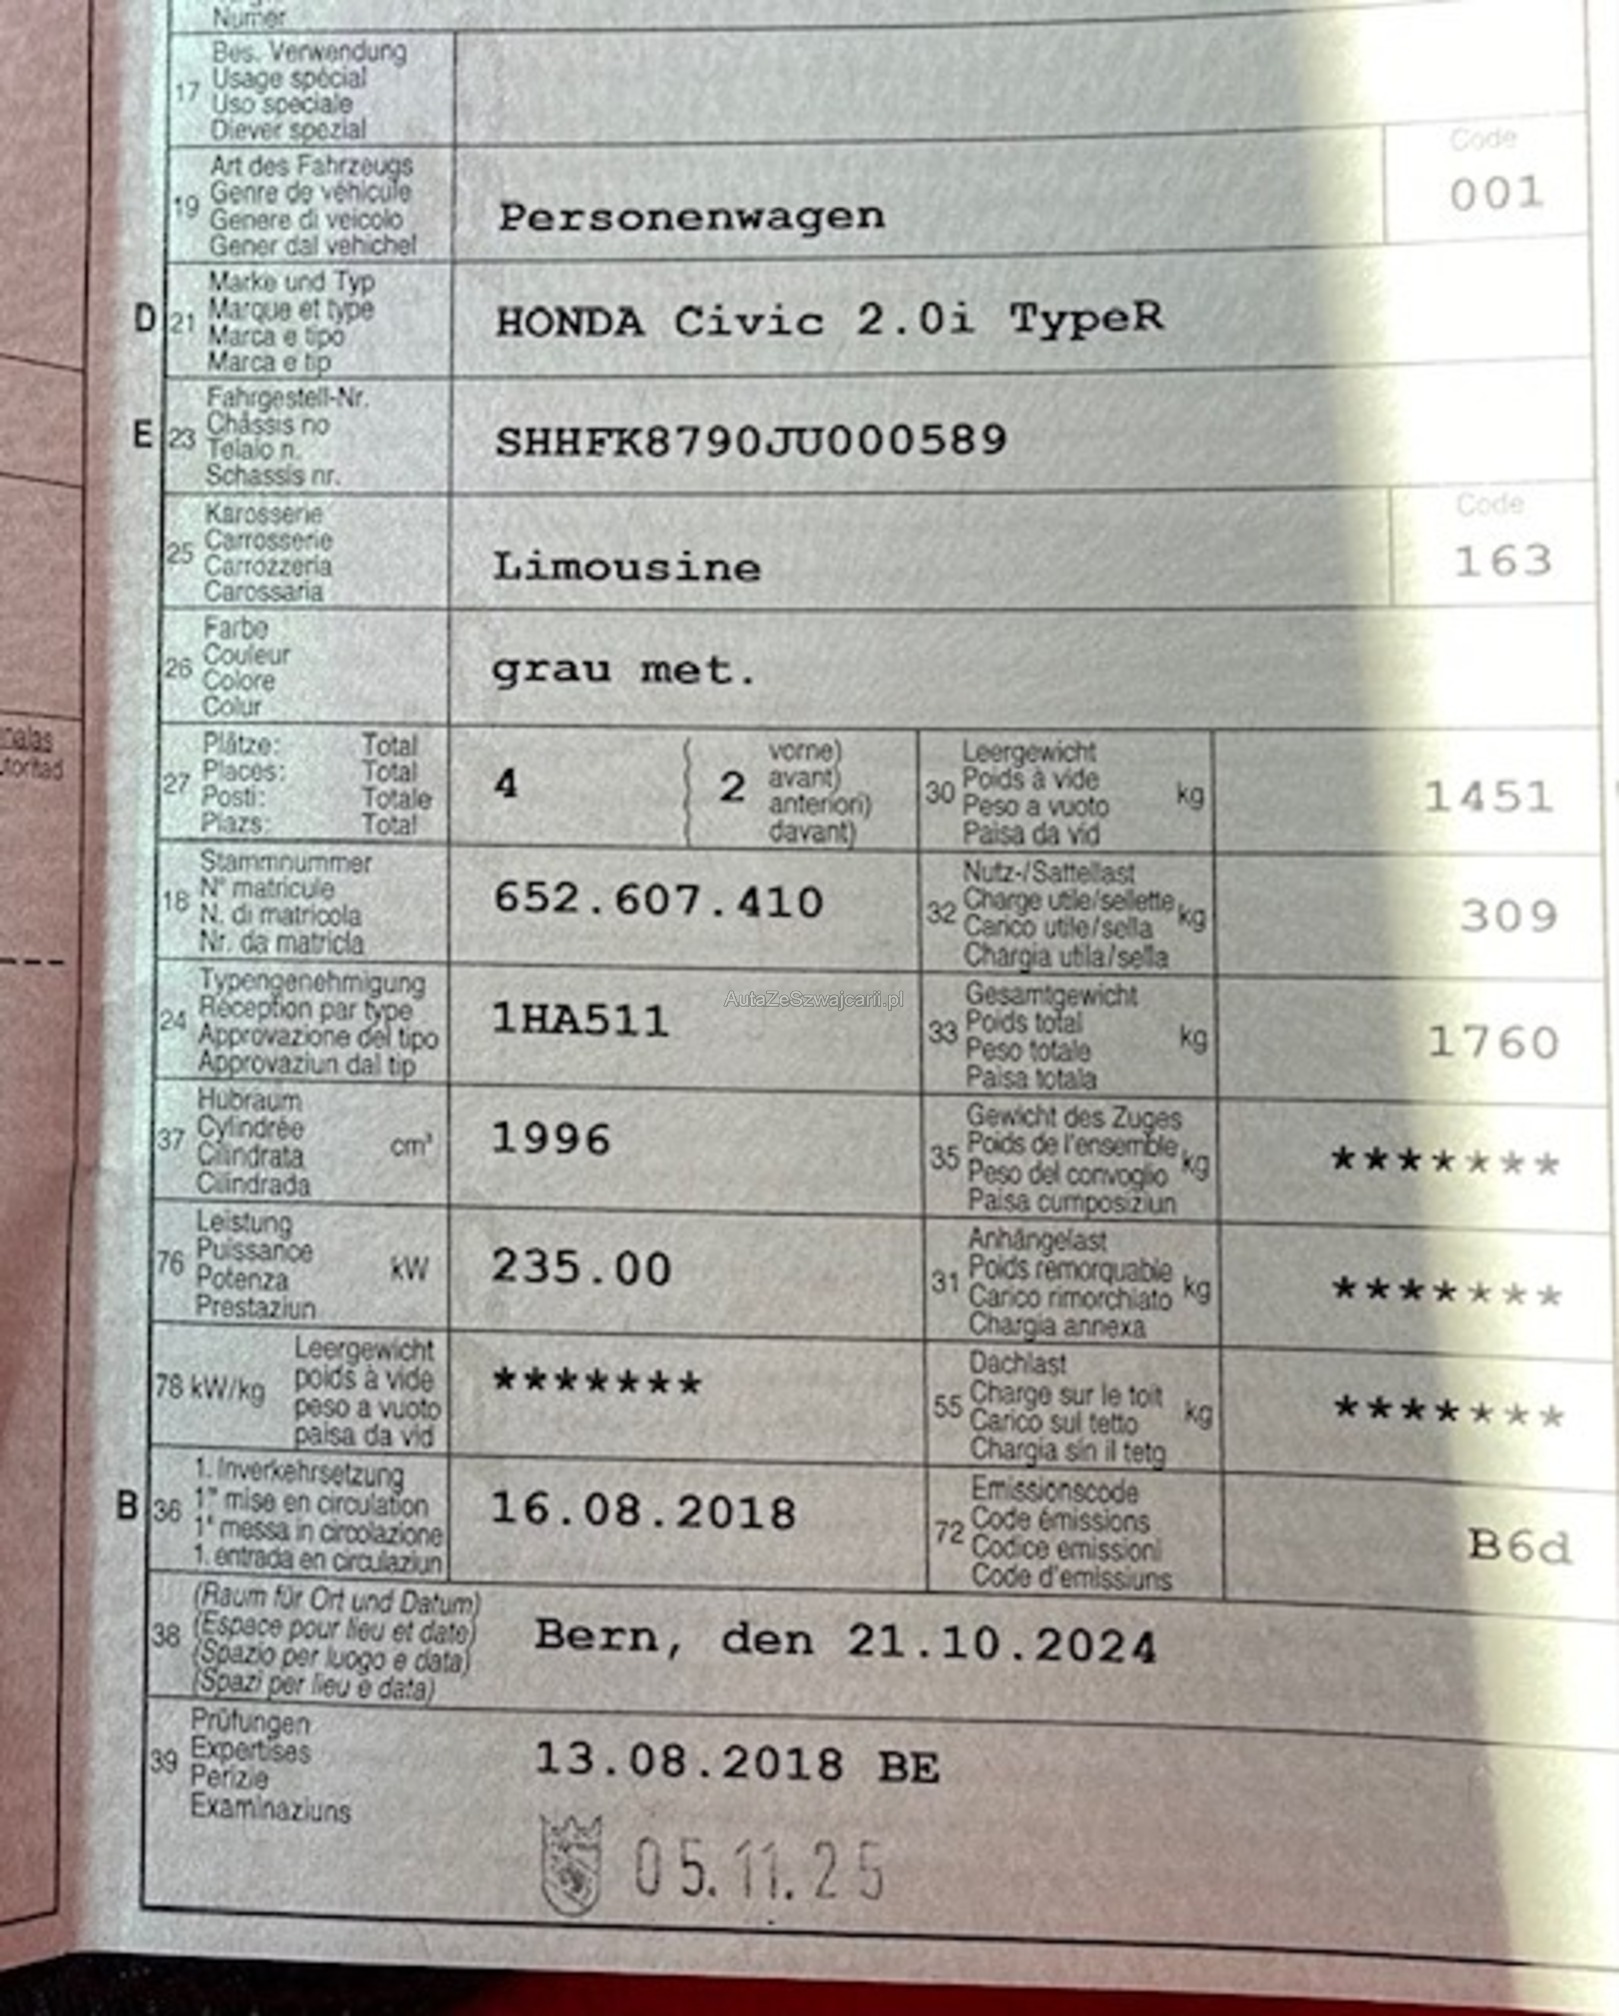 Numer
17 Bes. Verwendung
Usage spécial
Uso speciale
Diever spezial
19 Art des Fahrzeugs
Genre de véhicule
Genere di veicolo
Gener dal vehichel
Personenwagen
Code
001
D 21 Marke und Typ
Marque et type
Marca e tipo
Marca e tip
HONDA Civic 2.0i TypeR
E 23 Fahrgestell-Nr.
Châssis no
Telaio n.
Schassis nr.
SHHFK8790JU000589
25 Karosserie
Carrosserie
Carrozzeria
Carossaria
Limousine
Code
163
26 Farbe
Couleur
Colore
Colur
grau met.
nalas
utoritad
27 Plätze: Total
Places: Total
Posti: Totale
Plazs: Total
4 ( 2 vorne)
avant)
anteriori)
davant)
30 Leergewicht
Poids à vide
Peso a vuoto
Paisa da vid
kg
1451
18 Stammnummer
N° matricule
N. di matricola
Nr. da matricla
652.607.410
32 Nutz-/Sattellast
Charge utile/sellette
Carico utile/sella
Chargia utila/sella
kg
309
24 Typengenehmigung
Réception par type
Approvazione del tipo
Approvaziun dal tip
1HA511
AutaZeSzwajcarii.pl
33 Gesamtgewicht
Poids total
Peso totale
Paisa totala
kg
1760
37 Hubraum
Cylindrée
Cilindrata
Cilindrada
cm³
1996
35 Gewicht des Zuges
Poids de l'ensemble
Peso del convoglio
Paisa cumposiziun
kg
*******
76 Leistung
Puissance
Potenza
Prestaziun
kW
235.00
31 Anhängelast
Poids remorquable
Carico rimorchiato
Chargia annexa
kg
*******
78 kW/kg Leergewicht
poids à vide
peso a vuoto
paisa da vid
*******
55 Dachlast
Charge sur le toit
Carico sul tetto
Chargia sin il tetg
kg
*******
B 36 1. Inverkehrsetzung
1re mise en circulation
1a messa in circolazione
1. entrada en circulaziun
16.08.2018
72 Emissionscode
Code émissions
Codice emissioni
Code d'emissiuns
B6d
38 (Raum für Ort und Datum)
(Espace pour lieu et date)
(Spazio per luogo e data)
(Spazi per lieu e data)
Bern, den 21.10.2024
39 Prüfungen
Expertises
Perizie
Examinaziuns
13.08.2018 BE
05.11.25